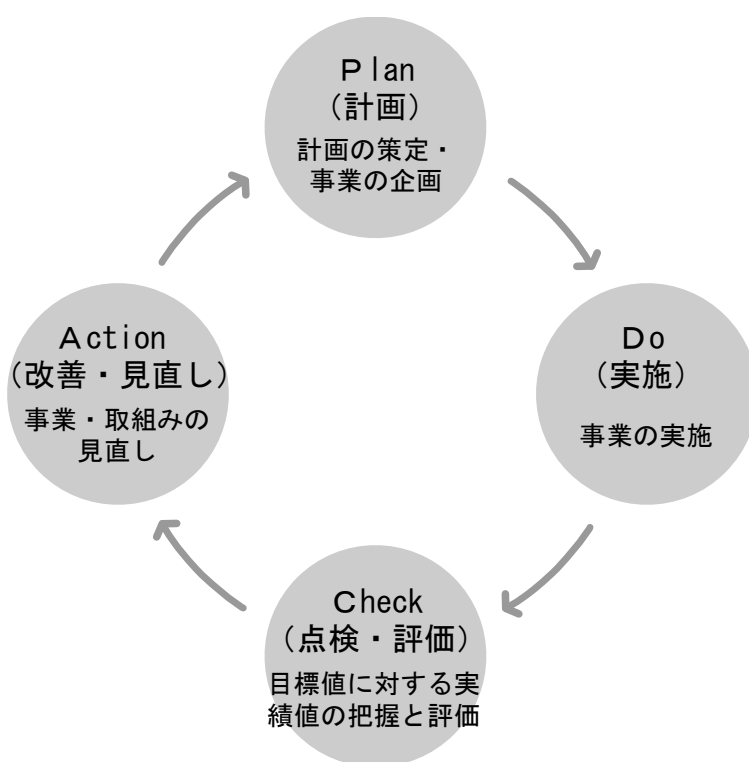 Plan
（計画）
計画の策定・
事業の企画
Do
（実施）
事業の実施
Check
（点検・評価）
目標値に対する実
績値の把握と評価
Action
（改善・見直し）
事業・取組みの
見直し